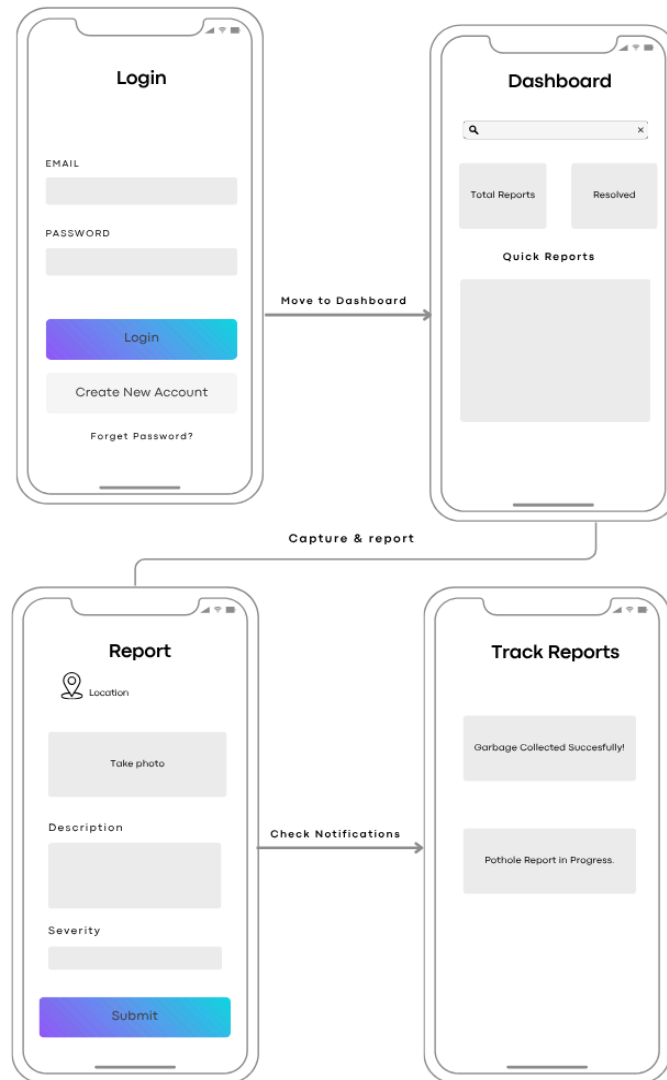 Login
EMAIL
PASSWORD
Login
Create New Account
Forget Password?
Move to Dashboard
Dashboard
Total Reports
Resolved
Quick Reports
Capture & report
Report
Location
Take photo
Description
Severity
Submit
Check Notifications
Track Reports
Garbage Collected Succesfully!
Pothole Report in Progress.